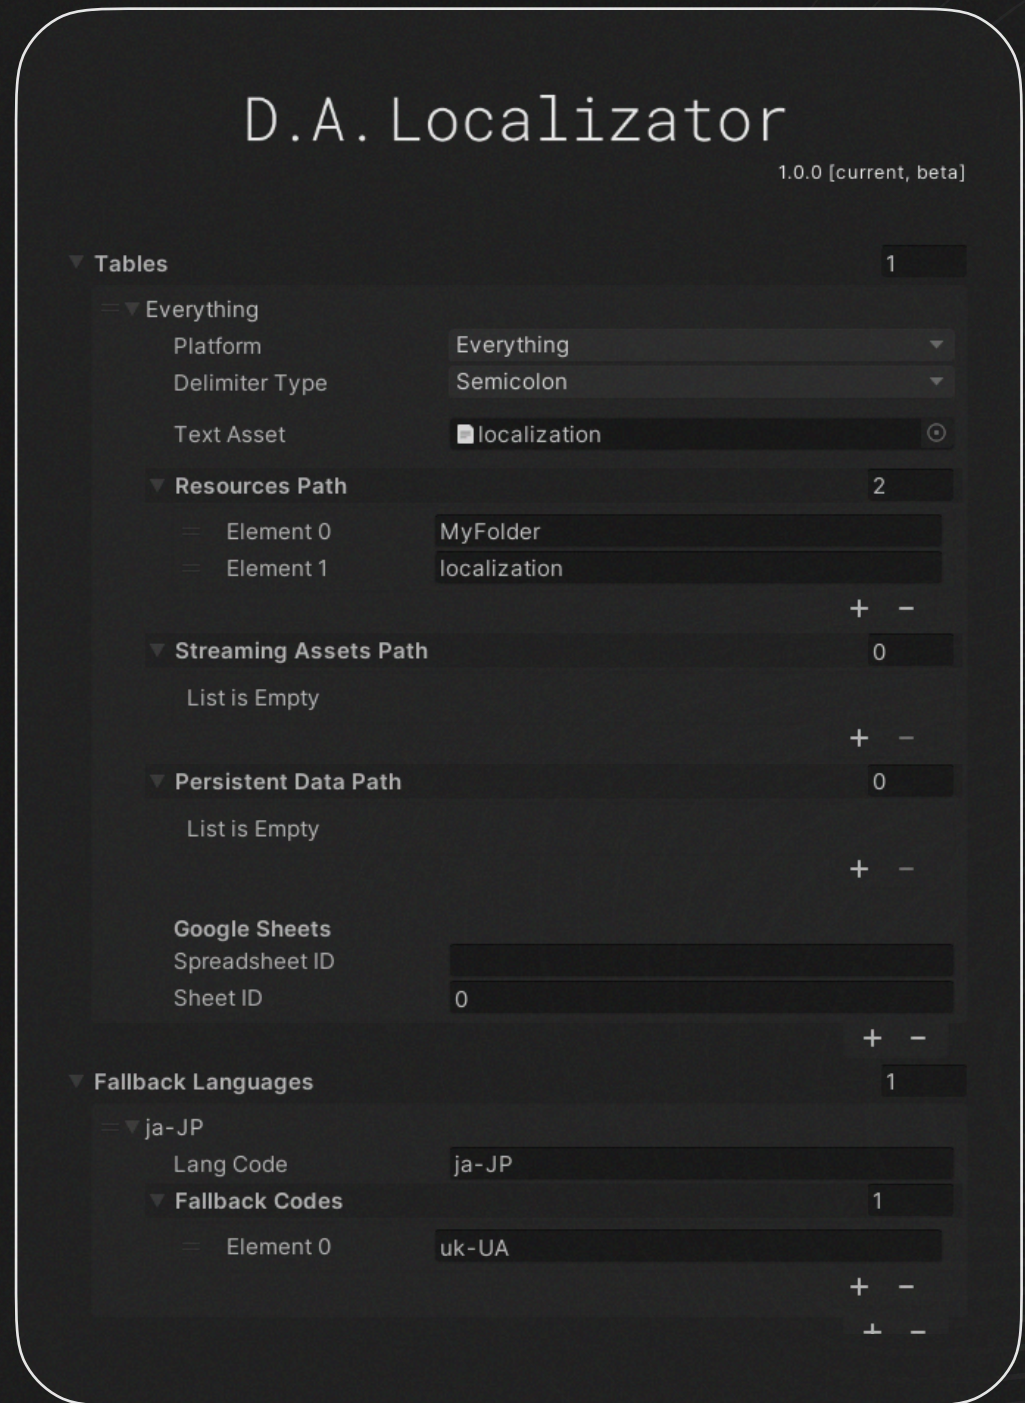 D.A.Localizator
1.0.0 [current, beta]
Tables 1
Everything
Platform Everything
Delimiter Type Semicolon
Text Asset localization
Resources Path 2
Element 0 MyFolder
Element 1 localization
+ −
Streaming Assets Path 0
List is Empty
+ −
Persistent Data Path 0
List is Empty
+ −
Google Sheets
Spreadsheet ID
Sheet ID 0
+ −
Fallback Languages 1
ja-JP
Lang Code ja-JP
Fallback Codes 1
Element 0 uk-UA
+ −
+ −